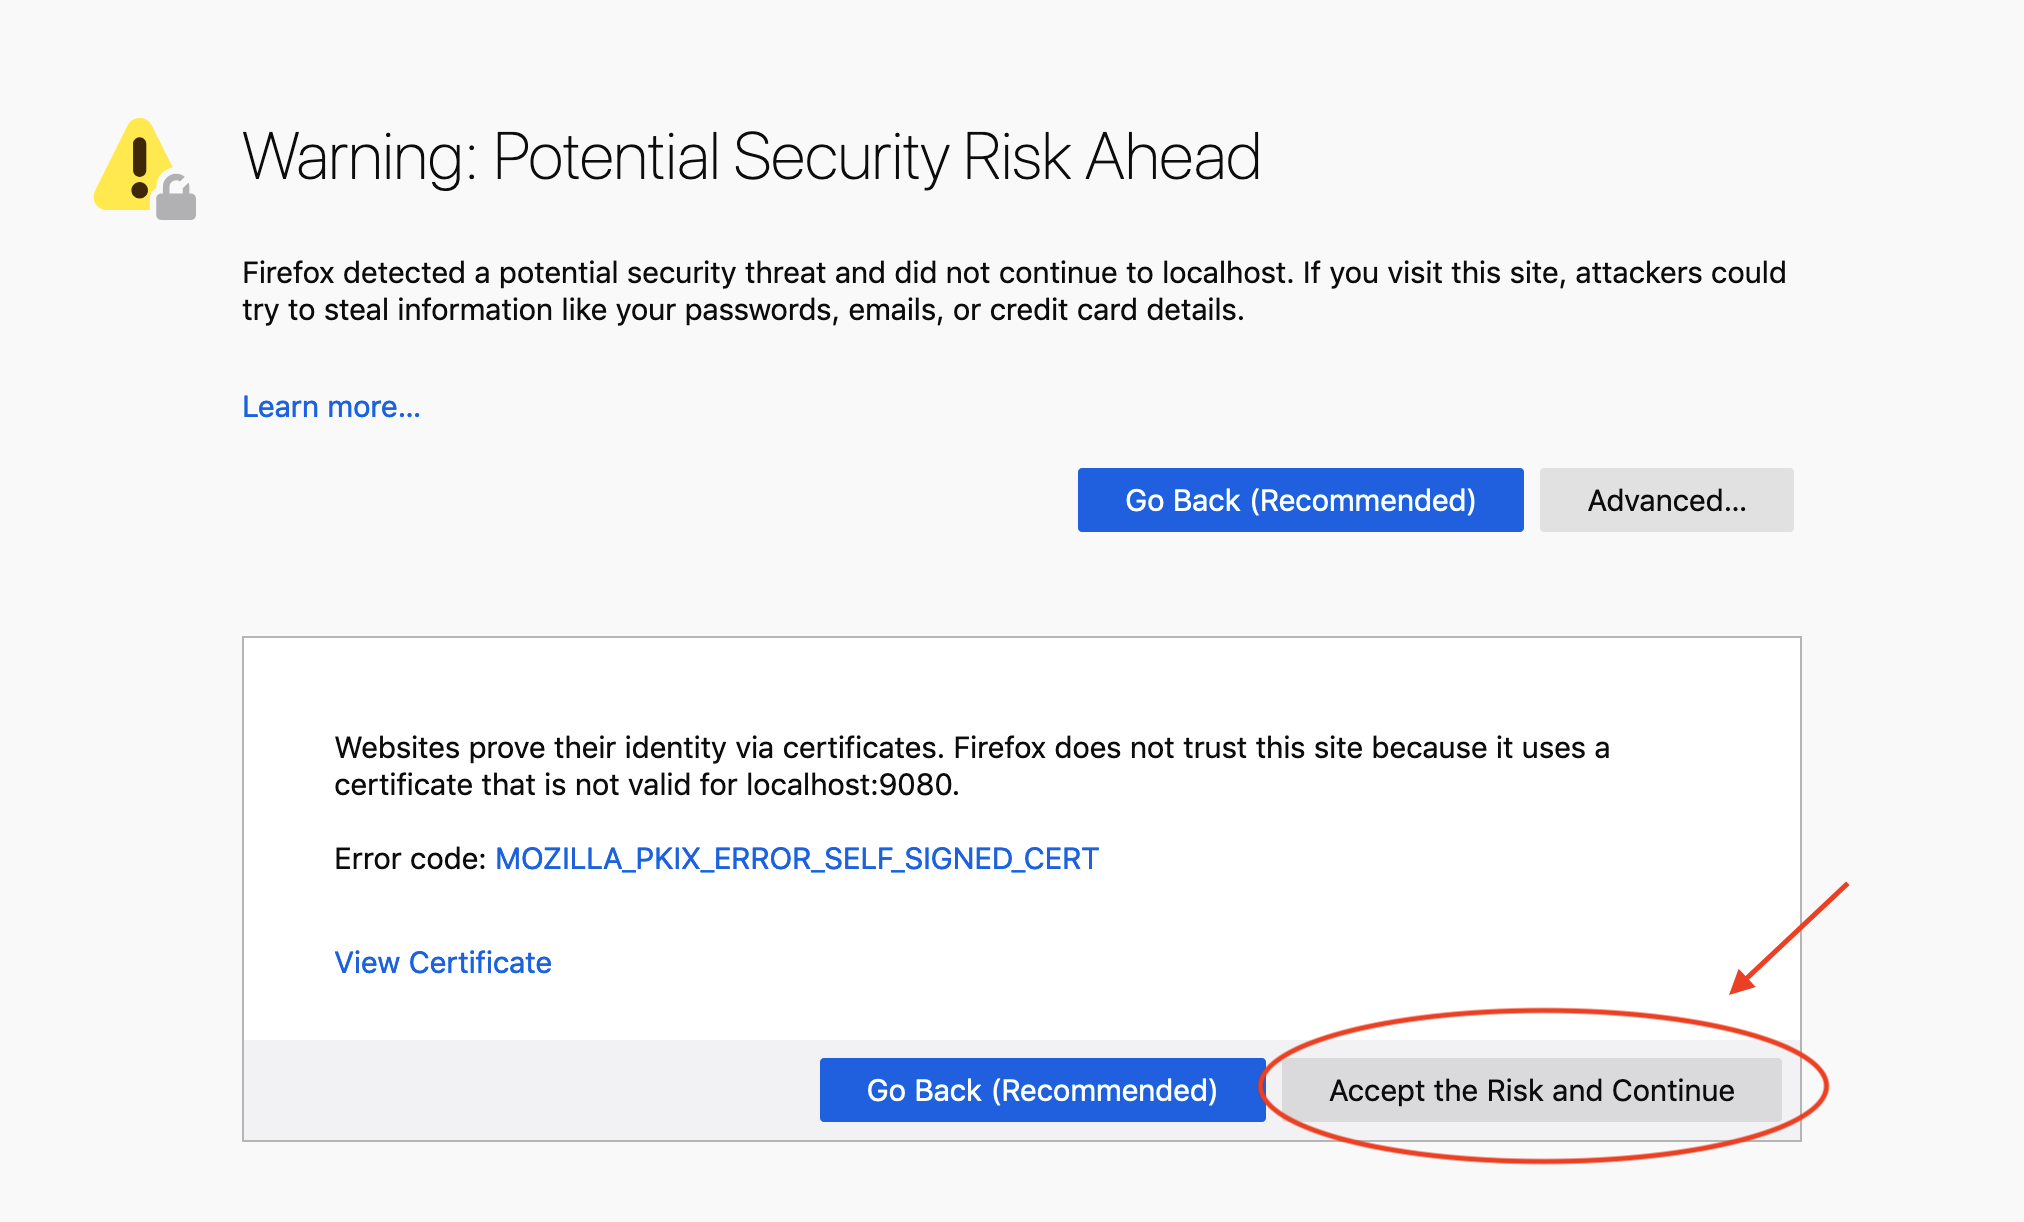 Warning: Potential Security Risk Ahead
Firefox detected a potential security threat and did not continue to localhost. If you visit this site, attackers could
try to steal information like your passwords, emails, or credit card details.
Learn more...
Go Back (Recommended)
Advanced...
Websites prove their identity via certificates. Firefox does not trust this site because it uses a
certificate that is not valid for localhost:9080.
Error code: MOZILLA_PKIX_ERROR_SELF_SIGNED_CERT
View Certificate
Go Back (Recommended)
Accept the Risk and Continue